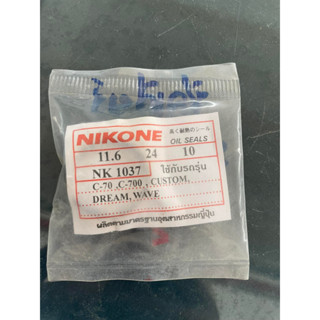 NIKONE
長く耐熱のシール
OIL SEALS
11.6 24 10
NK 1037 ใช้กับรถรุ่น
C-70 ,C-700 , CUSTOM,
DREAM, WAVE
ผลิตตามมาตรฐานอุตสาหกรรมญี่ปุ่น